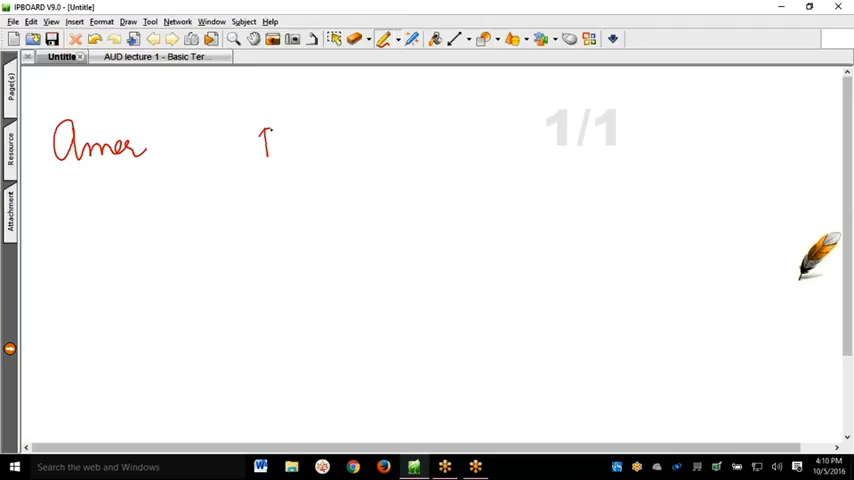 IPBOARD V9.0 - [Untitled]
File Edit View Insert Format Draw Tool Network Window Subject Help
Untitle AUD lecture 1 - Basic Ter...
Page(s)
Resource
Attachment
1/1
Amer
Search the web and Windows
4:10 PM
10/5/2016